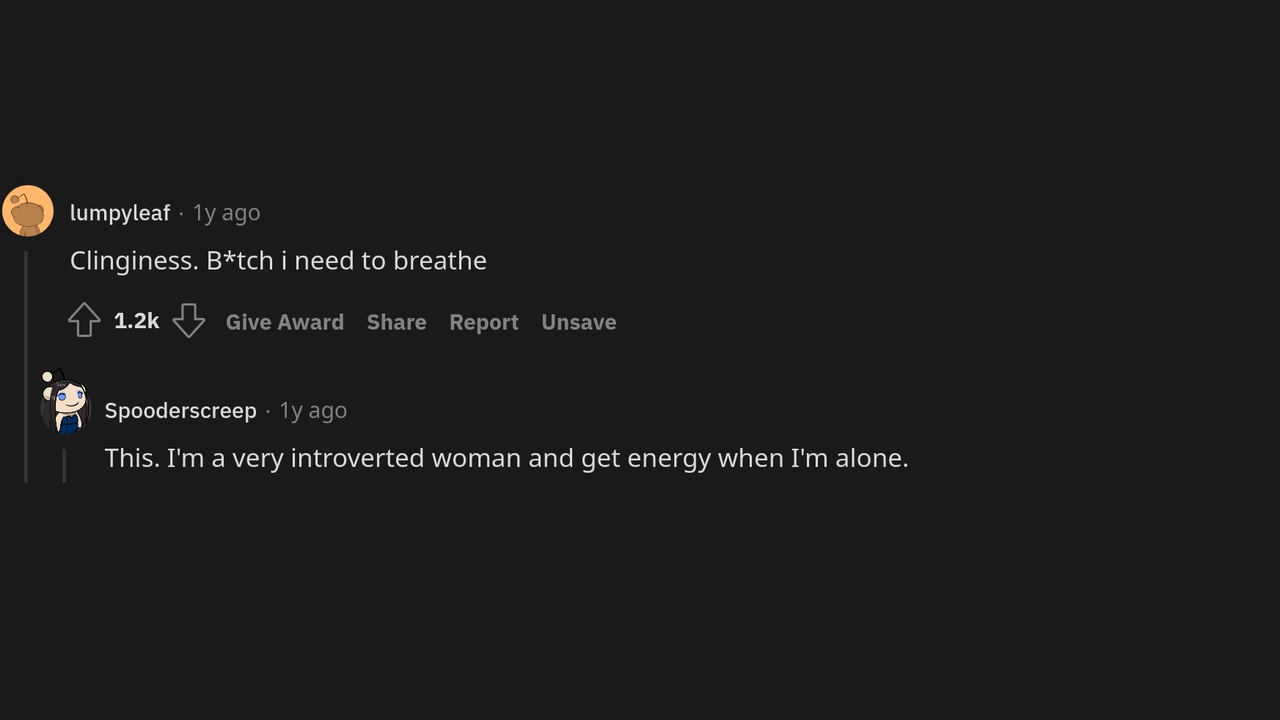 lumpyleaf · 1y ago
Clinginess. B*tch i need to breathe
1.2k Give Award Share Report Unsave
Spooderscreep · 1y ago
This. I'm a very introverted woman and get energy when I'm alone.